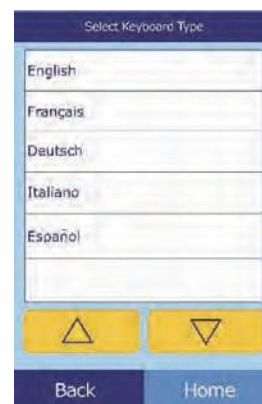 Select Keyboard Type
English
Français
Deutsch
Italiano
Español
Back Home